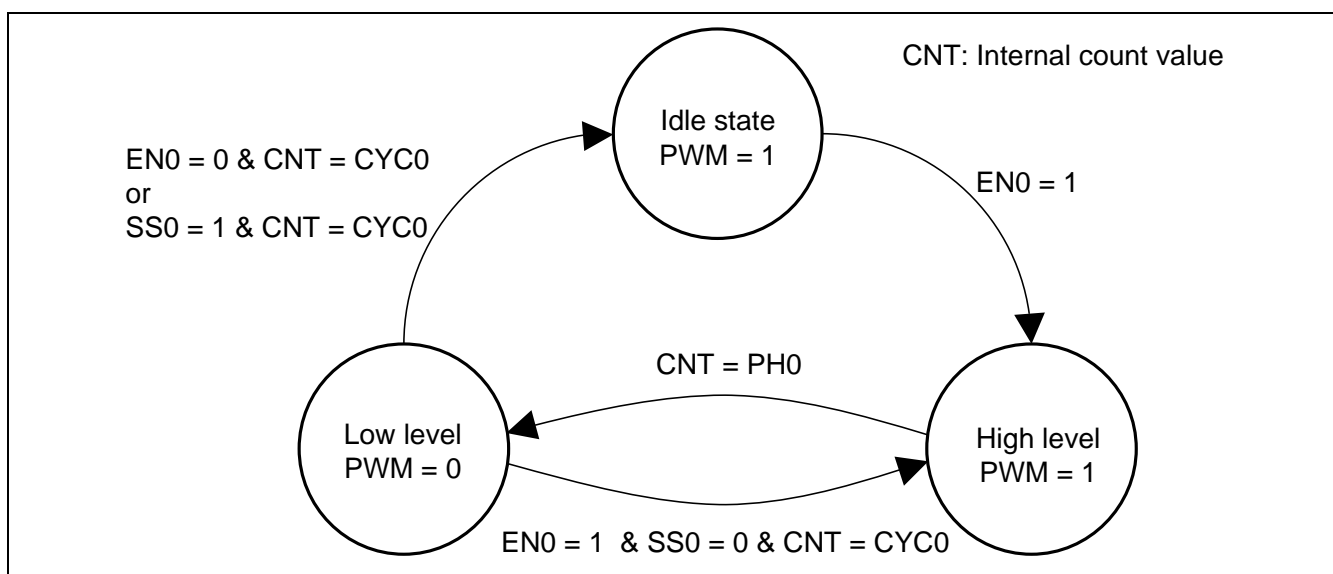 CNT: Internal count value
Idle state
PWM = 1
EN0 = 0 & CNT = CYC0
or
SS0 = 1 & CNT = CYC0
EN0 = 1
CNT = PH0
Low level
PWM = 0
High level
PWM = 1
EN0 = 1 & SS0 = 0 & CNT = CYC0